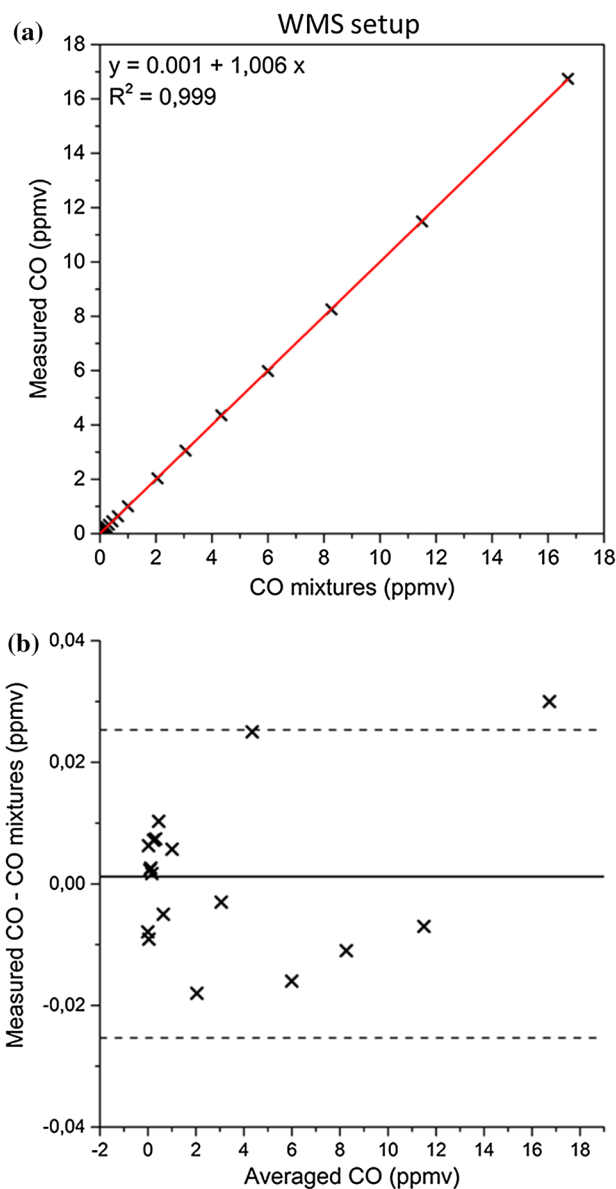 WMS setup
(a)
y = 0.001 + 1,006 x
R² = 0,999
18
16
14
12
10
8
6
4
2
0
Measured CO (ppmv)
0 2 4 6 8 10 12 14 16 18
CO mixtures (ppmv)
(b)
0,04
0,02
0,00
-0,02
-0,04
Measured CO - CO mixtures (ppmv)
-2 0 2 4 6 8 10 12 14 16 18
Averaged CO (ppmv)